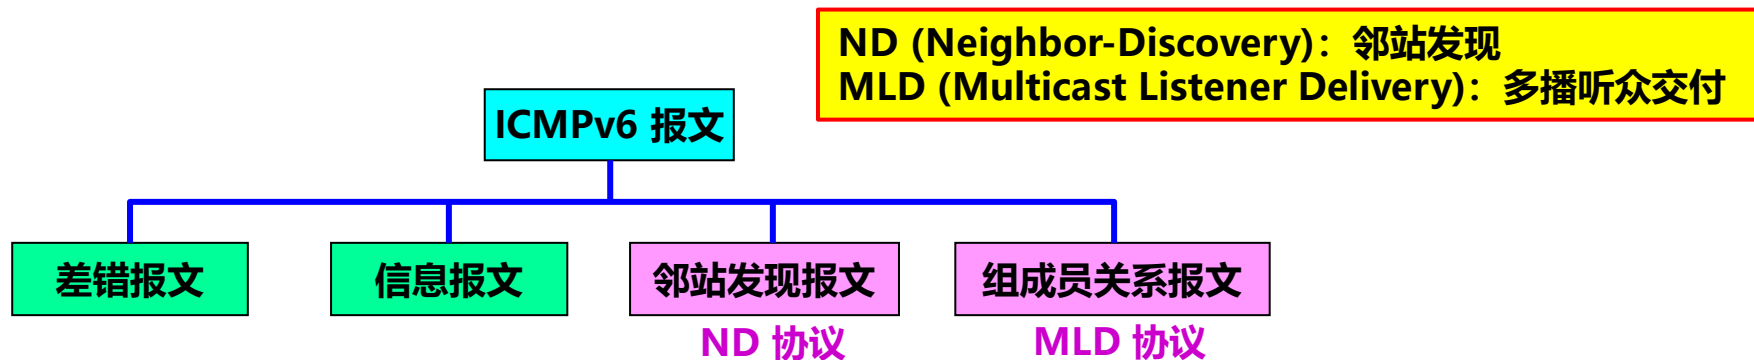 ND (Neighbor-Discovery)：邻站发现
MLD (Multicast Listener Delivery)：多播听众交付
ICMPv6 报文
差错报文
信息报文
邻站发现报文
组成员关系报文
ND 协议
MLD 协议